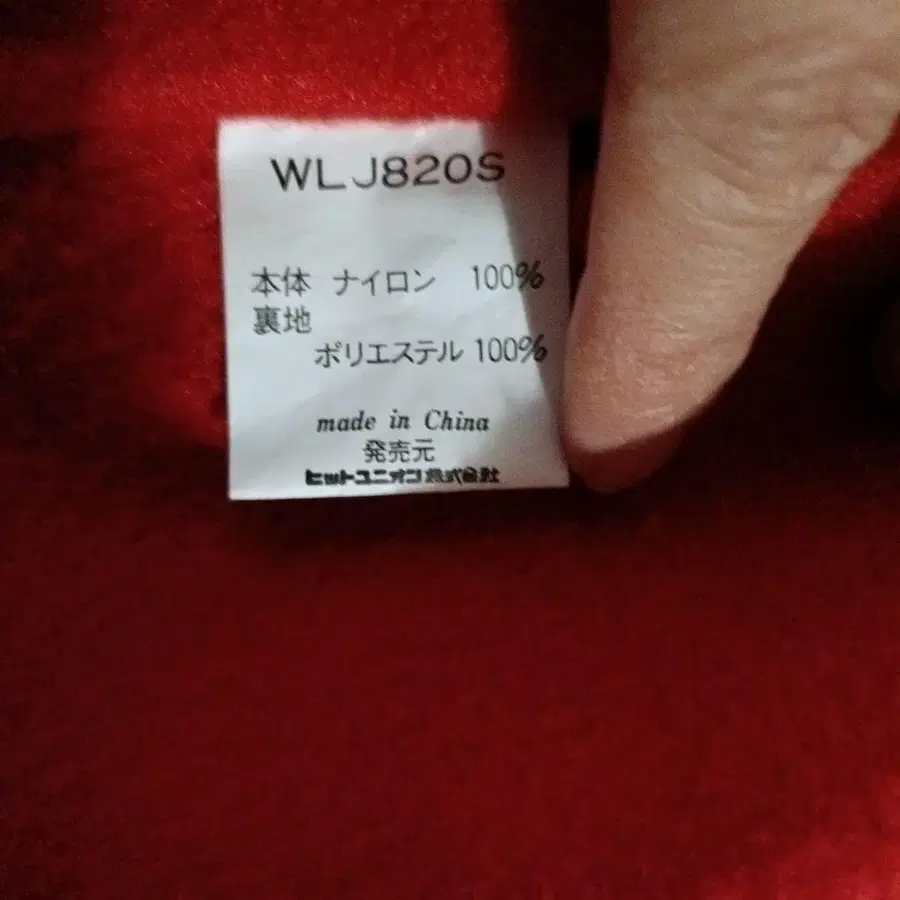 WLJ820S
本体 ナイロン 100%
裏地
ポリエステル 100%
made in China
発売元
ヒットユニオン株式会社